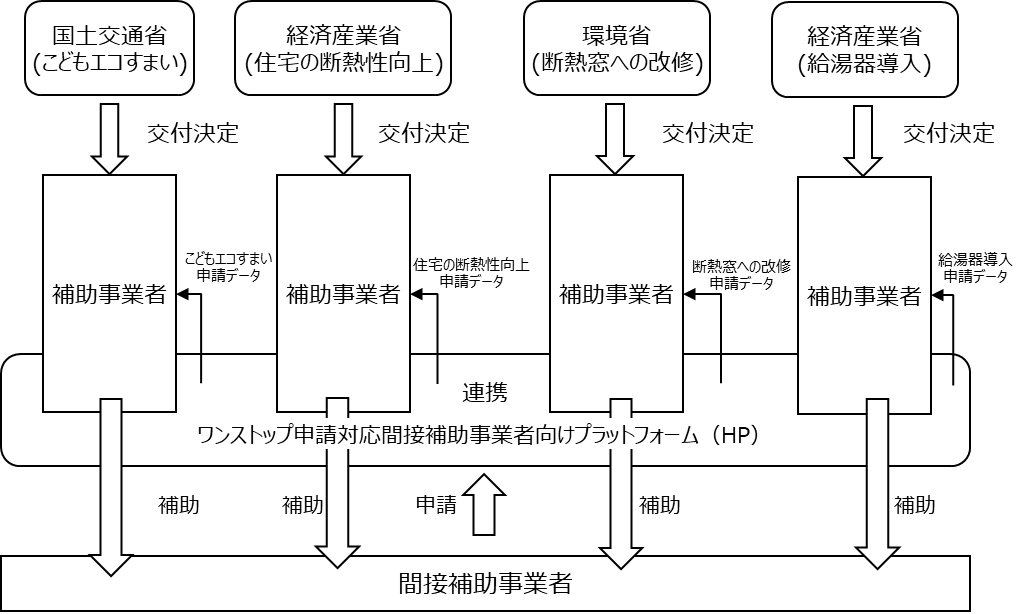 国土交通省
(こどもエコすまい)
経済産業省
(住宅の断熱性向上)
環境省
(断熱窓への改修)
経済産業省
(給湯器導入)
交付決定
交付決定
交付決定
交付決定
補助事業者
こどもエコすまい
申請データ
補助事業者
住宅の断熱性向上
申請データ
補助事業者
断熱窓への改修
申請データ
補助事業者
給湯器導入
申請データ
連携
ワンストップ申請対応間接補助事業者向けプラットフォーム（HP）
補助
補助
申請
補助
補助
間接補助事業者